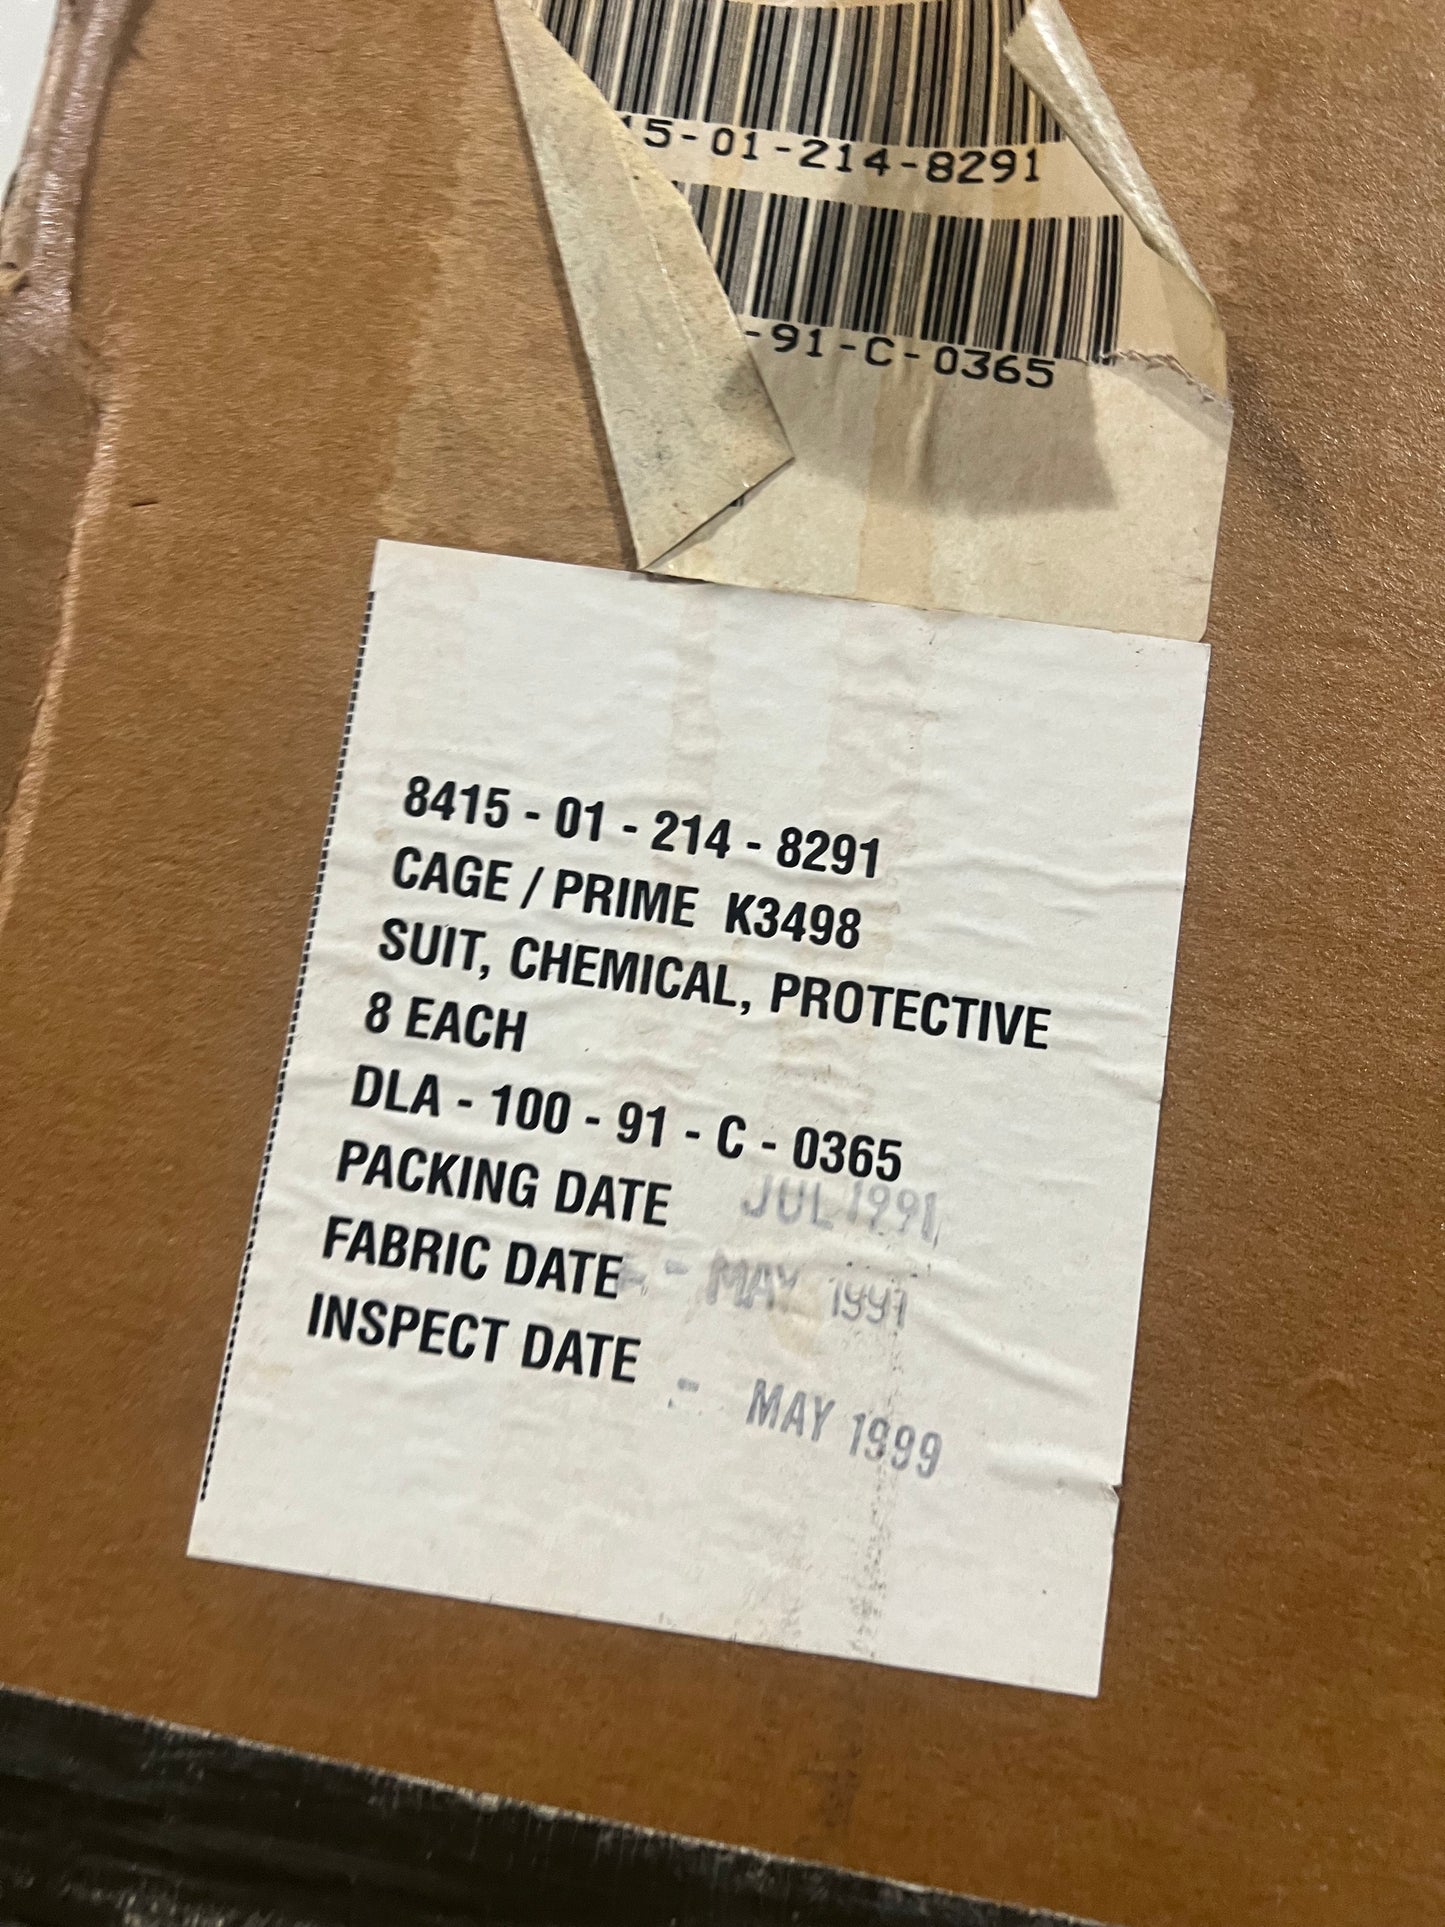 5-01-214-8291
-91-C-0365
8415 - 01 - 214 - 8291
CAGE / PRIME K3498
SUIT, CHEMICAL, PROTECTIVE
8 EACH
DLA - 100 - 91 - C - 0365
PACKING DATE JUL 1991
FABRIC DATE - MAY 1991
INSPECT DATE - MAY 1999